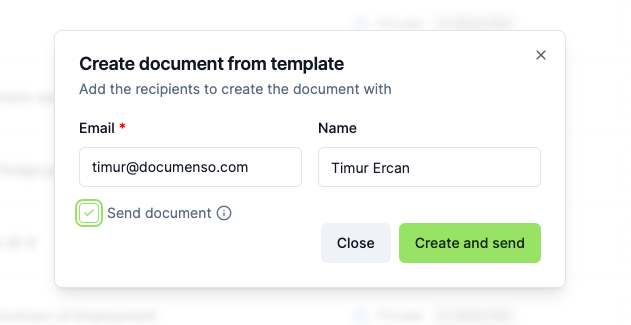 Create document from template
Add the recipients to create the document with
Email *
Name
timur@documenso.com
Timur Ercan
Send document
Close
Create and send